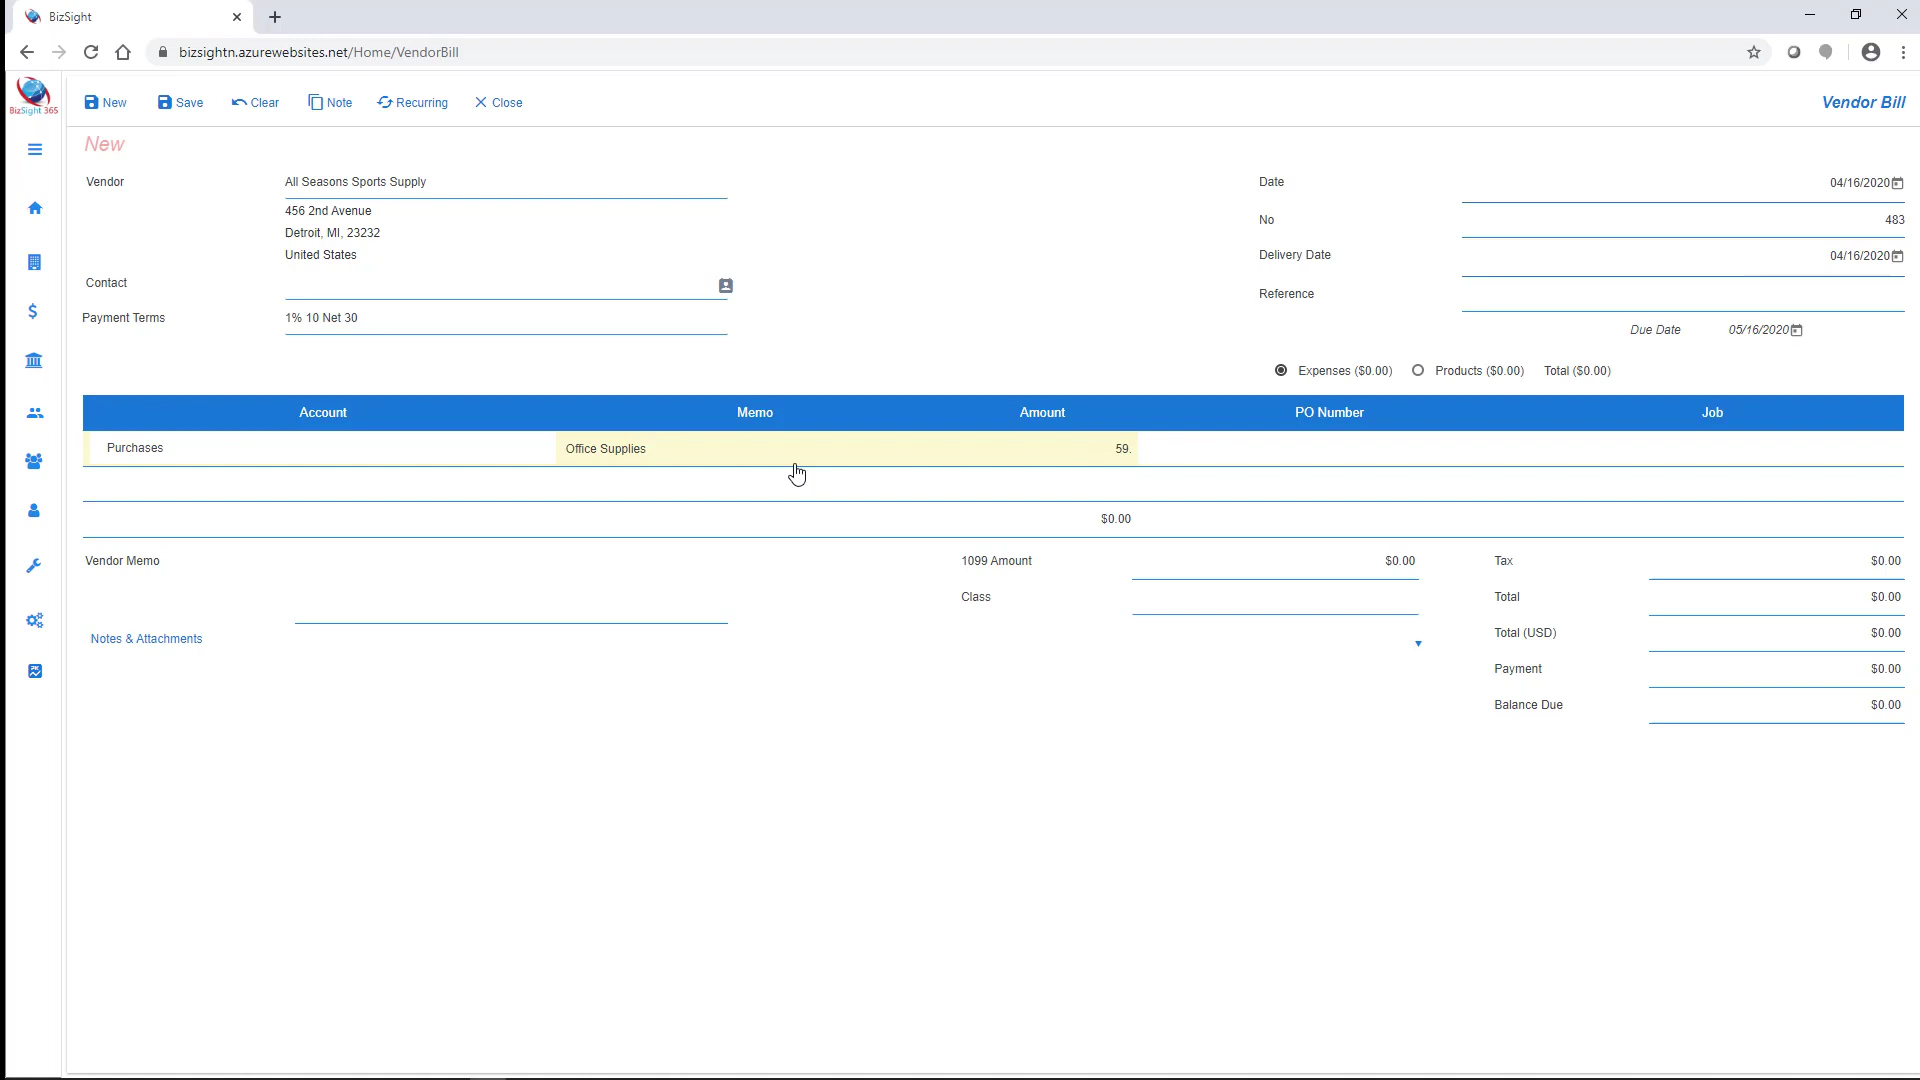 BizSight
bizsightn.azurewebsites.net/Home/VendorBill
BizSight 365
New Save Clear Note Recurring Close Vendor Bill
New
Vendor All Seasons Sports Supply Date 04/16/2020
456 2nd Avenue No 483
Detroit, MI, 23232
United States Delivery Date 04/16/2020
Contact Reference
Payment Terms 1% 10 Net 30 Due Date 05/16/2020
Expenses ($0.00) Products ($0.00) Total ($0.00)
Account Memo Amount PO Number Job
Purchases Office Supplies 59.
$0.00
Vendor Memo 1099 Amount $0.00 Tax $0.00
Class Total $0.00
Notes & Attachments Total (USD) $0.00
Payment $0.00
Balance Due $0.00